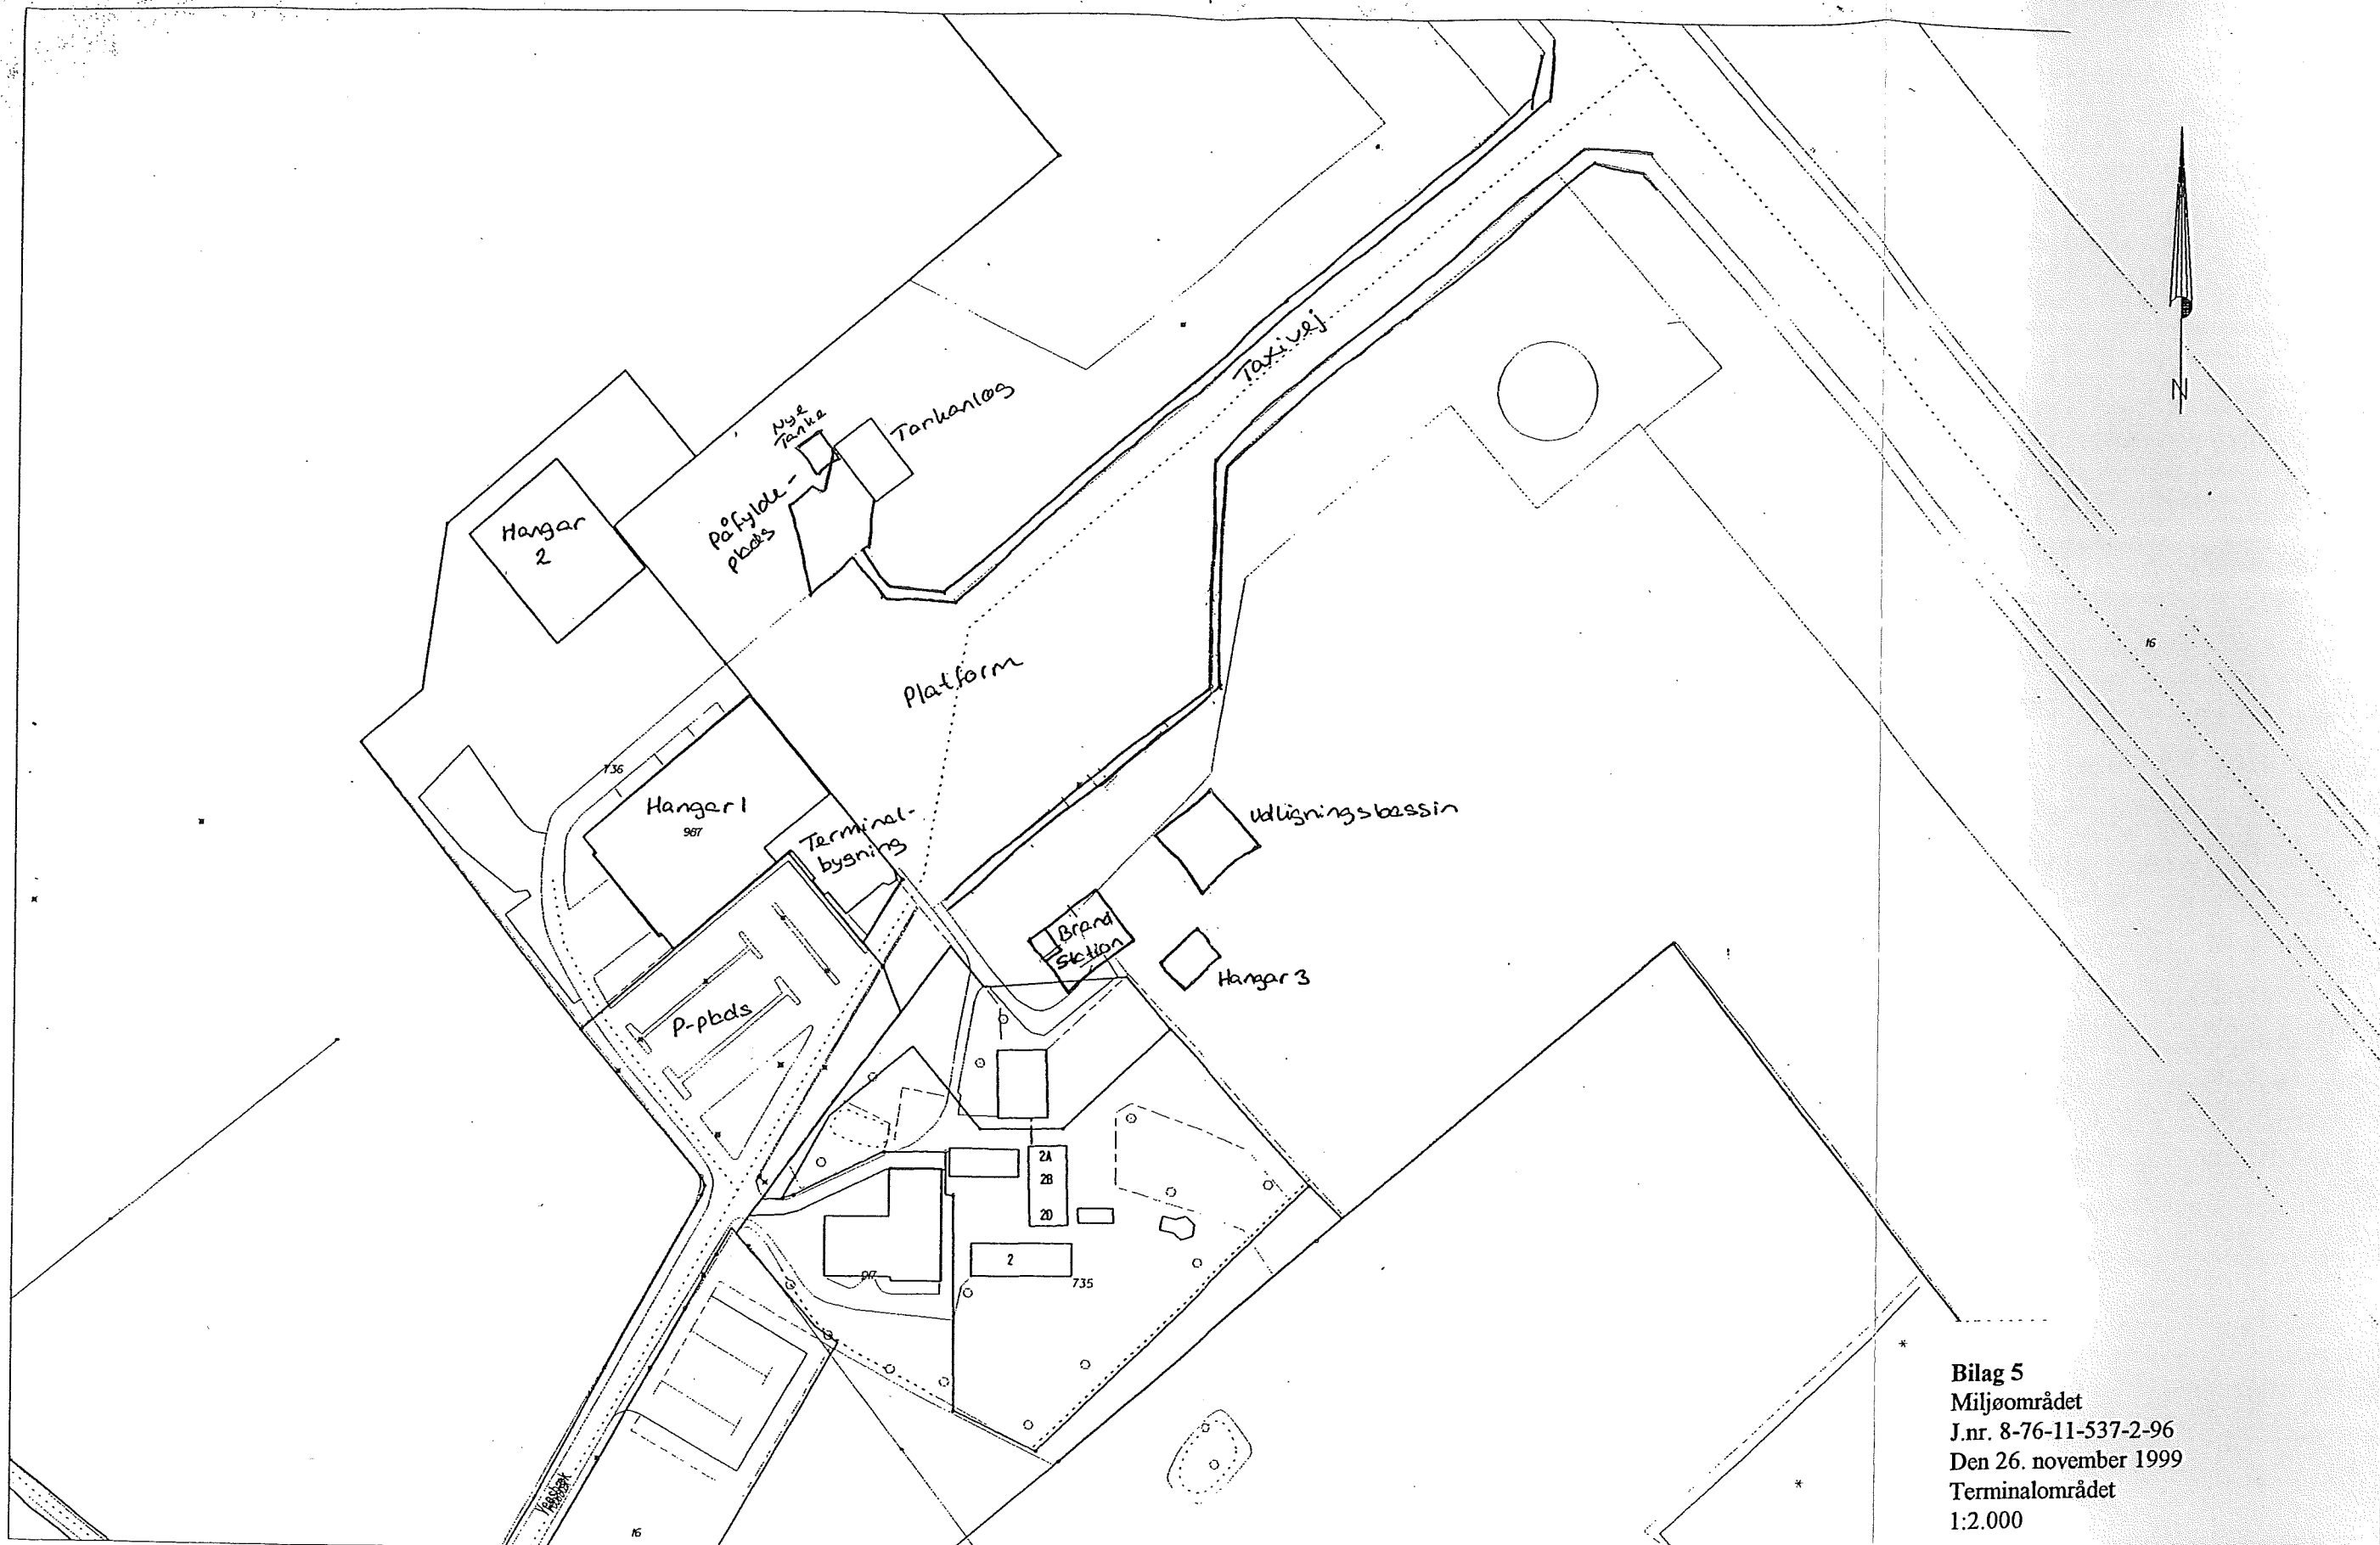 Nye
Tanke
Tankanlæg
Taxivej
N
Påfylde-
plads
Hangar
2
16
Platform
736
Hangar 1
967
Terminal-
bygning
Udligningsbassin
Brand
Station
Hangar 3
P-plads
2A
2B
2D
2
735
16
Bilag 5
Miljøområdet
J.nr. 8-76-11-537-2-96
Den 26. november 1999
Terminalområdet
1:2.000